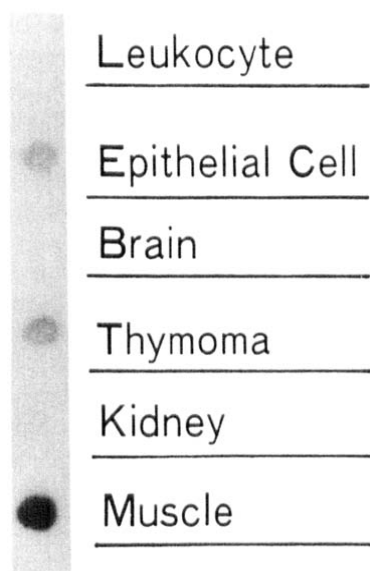 Leukocyte
Epithelial Cell
Brain
Thymoma
Kidney
Muscle